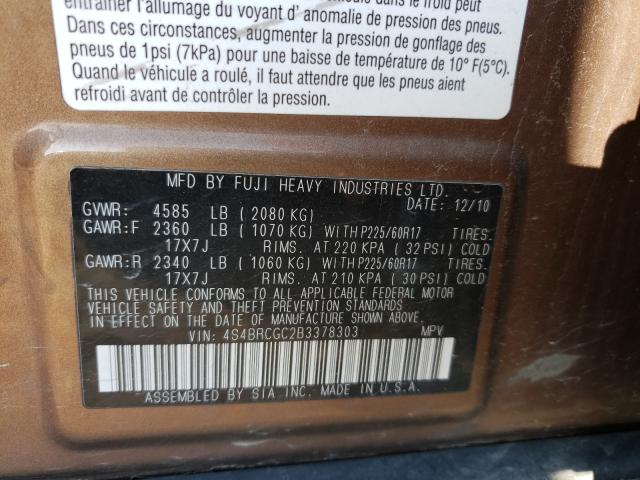 entraîner l'allumage du voyant d' anomalie de pression des pneus.
Dans ces circonstances, augmenter la pression de gonflage des
pneus de 1psi (7kPa) pour une baisse de température de 10° F(5°C).
Quand le véhicule a roulé, il faut attendre que les pneus aient
refroidi avant de contrôler la pression.
MFD BY FUJI HEAVY INDUSTRIES LTD.
DATE: 12/10
GVWR: 4585 LB ( 2080 KG)
GAWR:F 2360 LB ( 1070 KG) WITH P225/60R17 TIRES.
17X7J RIMS. AT 220 KPA ( 32 PSI) COLD
GAWR:R 2340 LB ( 1060 KG) WITH P225/60R17 TIRES.
17X7J RIMS. AT 210 KPA ( 30 PSI) COLD
THIS VEHICLE CONFORMS TO ALL APPLICABLE FEDERAL MOTOR
VEHICLE SAFETY AND THEFT PREVENTION STANDARDS
IN EFFECT ON THE DATE OF MANUFACTURE SHOWN ABOVE.
VIN: 4S4BRCGC2B3378303 MPV
ASSEMBLED BY SIA INC. MADE IN U.S.A.